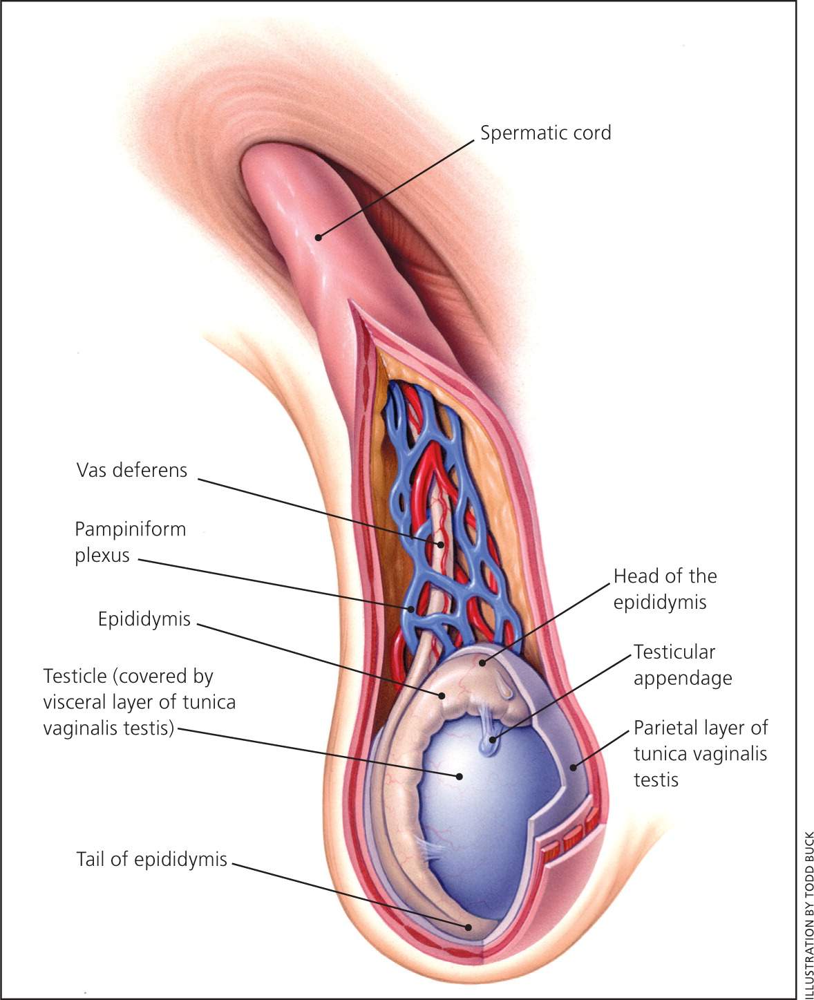 Spermatic cord
Vas deferens
Pampiniform
plexus
Epididymis
Testicle (covered by
visceral layer of tunica
vaginalis testis)
Tail of epididymis
Head of the
epididymis
Testicular
appendage
Parietal layer of
tunica vaginalis
testis
ILLUSTRATION BY TODD BUCK